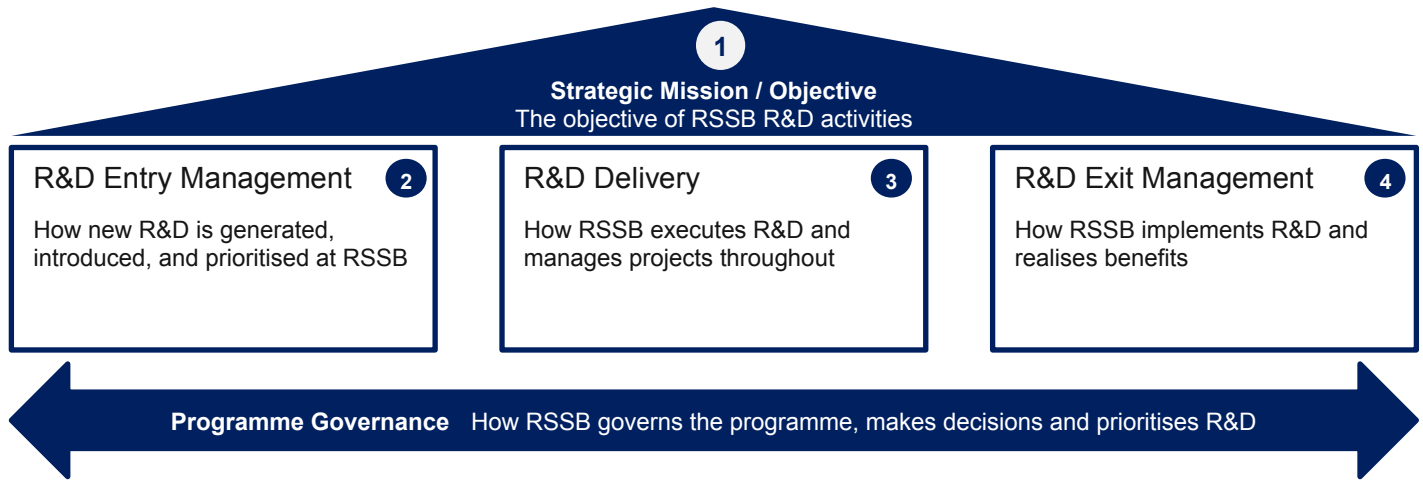 1
Strategic Mission / Objective
The objective of RSSB R&D activities
R&D Entry Management 2
How new R&D is generated,
introduced, and prioritised at RSSB
R&D Delivery 3
How RSSB executes R&D and
manages projects throughout
R&D Exit Management 4
How RSSB implements R&D and
realises benefits
Programme Governance How RSSB governs the programme, makes decisions and prioritises R&D